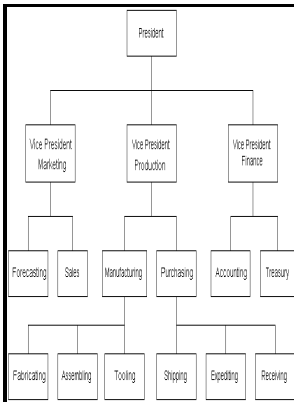 President
Vice President
Marketing
Vice President
Production
Vice President
Finance
Forecasting
Sales
Manufacturing
Purchasing
Accounting
Treasury
Fabricating
Assembling
Tooling
Shipping
Expediting
Receiving